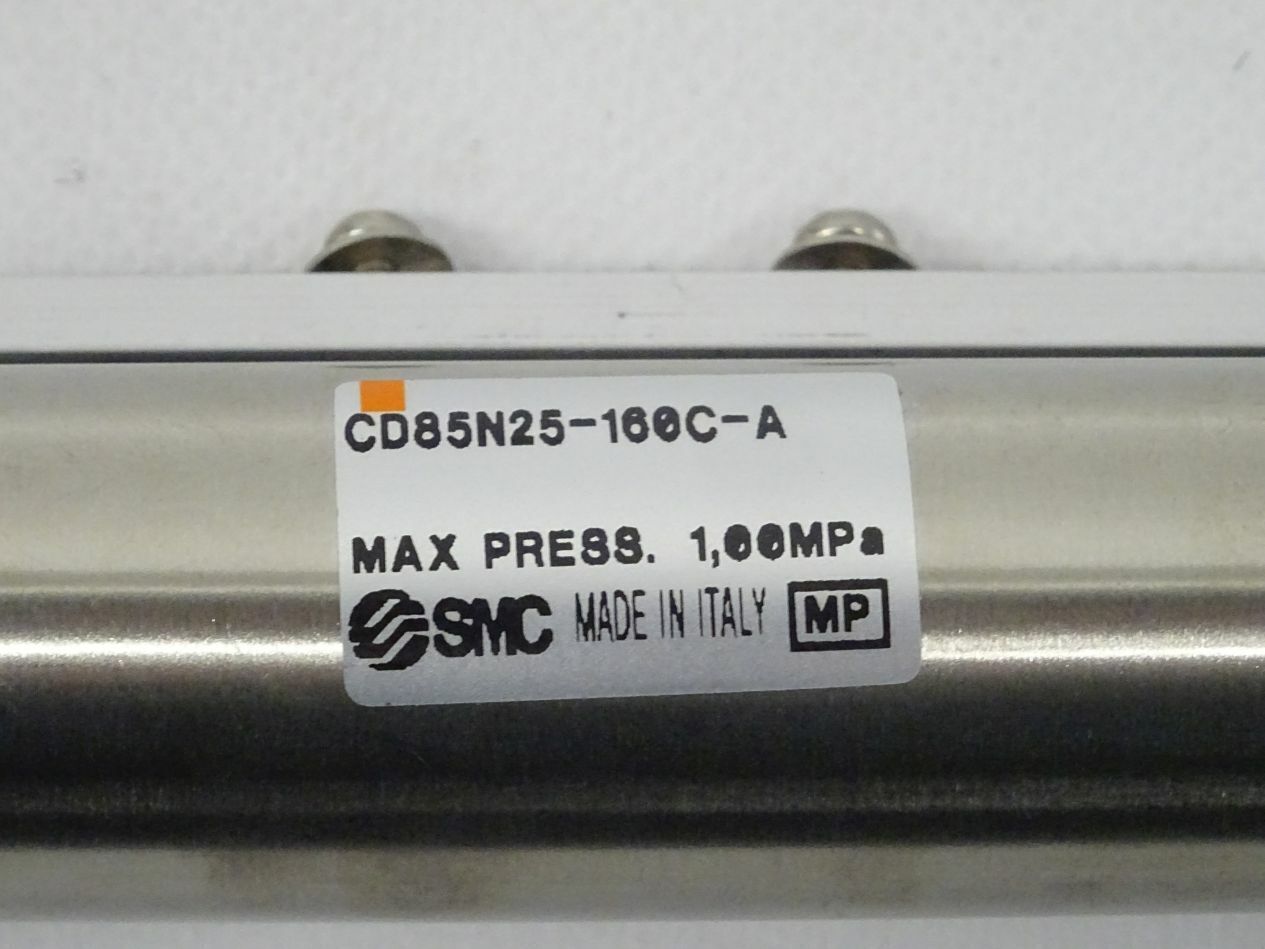 CD85N25-160C-A
MAX PRESS. 1,00MPa
SMC MADE IN ITALY MP